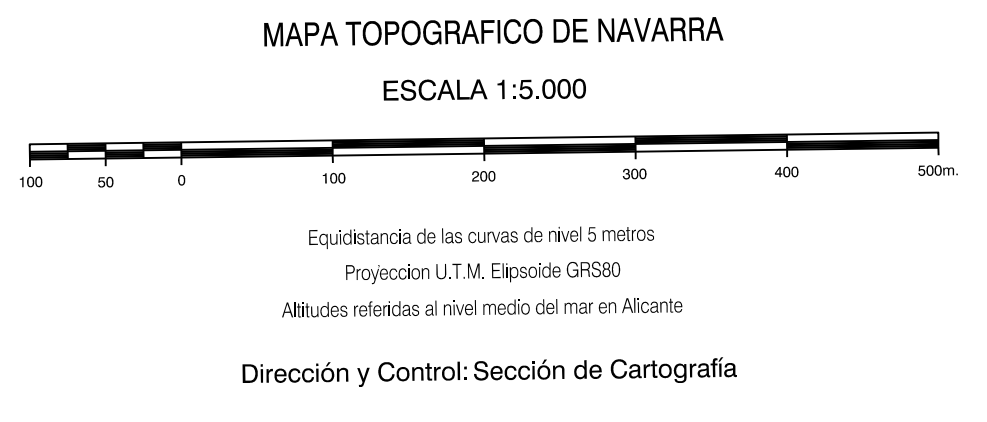 MAPA TOPOGRAFICO DE NAVARRA
ESCALA 1:5.000
100 50 0 100 200 300 400 500m.
Equidistancia de las curvas de nivel 5 metros
Proyeccion U.T.M. Elipsoide GRS80
Altitudes referidas al nivel medio del mar en Alicante
Dirección y Control: Sección de Cartografía